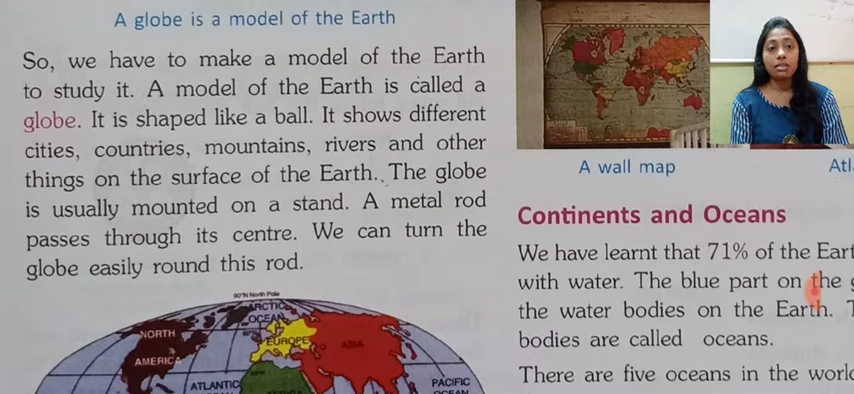 A globe is a model of the Earth
So, we have to make a model of the Earth
to study it. A model of the Earth is called a
globe. It is shaped like a ball. It shows different
cities, countries, mountains, rivers and other
things on the surface of the Earth. The globe
is usually mounted on a stand. A metal rod
passes through its centre. We can turn the
globe easily round this rod.
90°N North Pole
ARCTIC
OCEAN
NORTH
AMERICA
EUROPE
ASIA
ATLANTIC
PACIFIC
OCEAN
A wall map
Atl
Continents and Oceans
We have learnt that 71% of the Eart
with water. The blue part on the g
the water bodies on the Earth. T
bodies are called oceans.
There are five oceans in the world